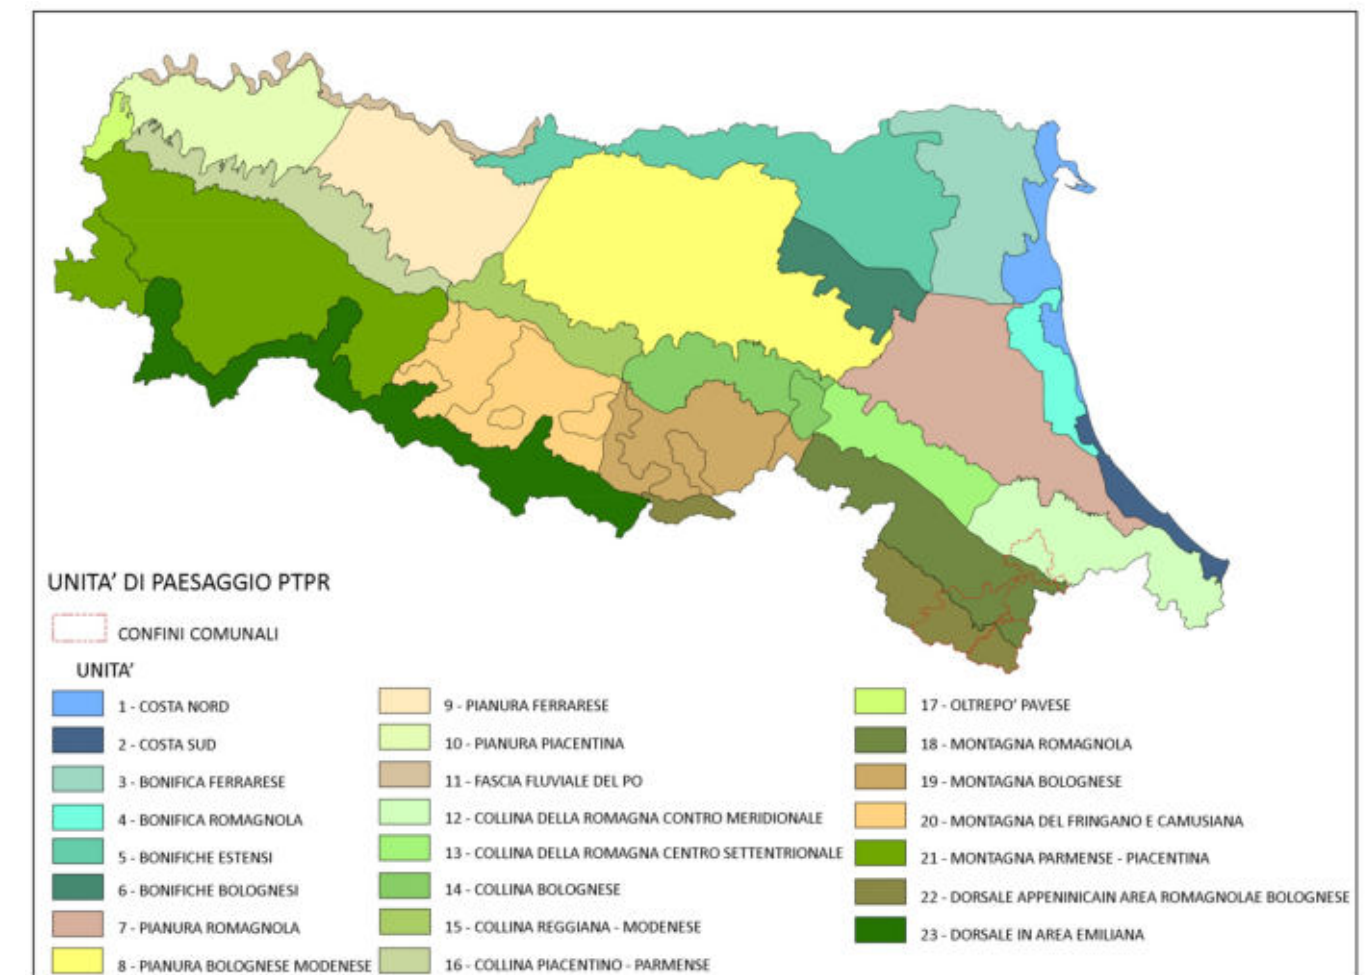 UNITA' DI PAESAGGIO PTPR
CONFINI COMUNALI
UNITA'
1 - COSTA NORD
2 - COSTA SUD
3 - BONIFICA FERRARESE
4 - BONIFICA ROMAGNOLA
5 - BONIFICHE ESTENSI
6 - BONIFICHE BOLOGNESI
7 - PIANURA ROMAGNOLA
8 - PIANURA BOLOGNESE MODENESE
9 - PIANURA FERRARESE
10 - PIANURA PIACENTINA
11 - FASCIA FLUVIALE DEL PO
12 - COLLINA DELLA ROMAGNA CONTRO MERIDIONALE
13 - COLLINA DELLA ROMAGNA CENTRO SETTENTRIONALE
14 - COLLINA BOLOGNESE
15 - COLLINA REGGIANA - MODENESE
16 - COLLINA PIACENTINO - PARMENSE
17 - OLTREPO' PAVESE
18 - MONTAGNA ROMAGNOLA
19 - MONTAGNA BOLOGNESE
20 - MONTAGNA DEL FRINGANO E CAMUSIANA
21 - MONTAGNA PARMENSE - PIACENTINA
22 - DORSALE APPENINICAIN AREA ROMAGNOLAE BOLOGNESE
23 - DORSALE IN AREA EMILIANA